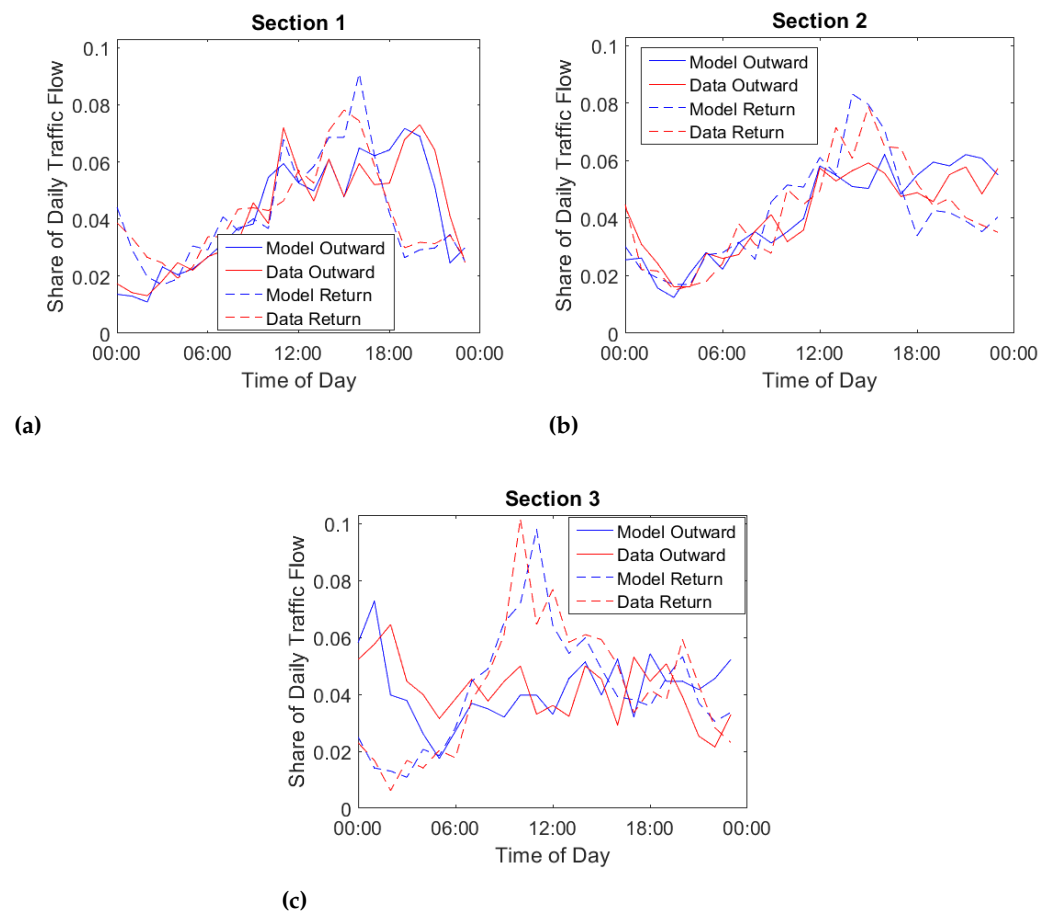 Section 1
Share of Daily Traffic Flow
0.1
0.08
0.06
0.04
0.02
0
Model Outward
Data Outward
Model Return
Data Return
00:00 06:00 12:00 18:00 00:00
Time of Day
(a)
Section 2
Share of Daily Traffic Flow
0.1
0.08
0.06
0.04
0.02
0
Model Outward
Data Outward
Model Return
Data Return
00:00 06:00 12:00 18:00 00:00
Time of Day
(b)
Section 3
Share of Daily Traffic Flow
0.1
0.08
0.06
0.04
0.02
0
Model Outward
Data Outward
Model Return
Data Return
00:00 06:00 12:00 18:00 00:00
Time of Day
(c)